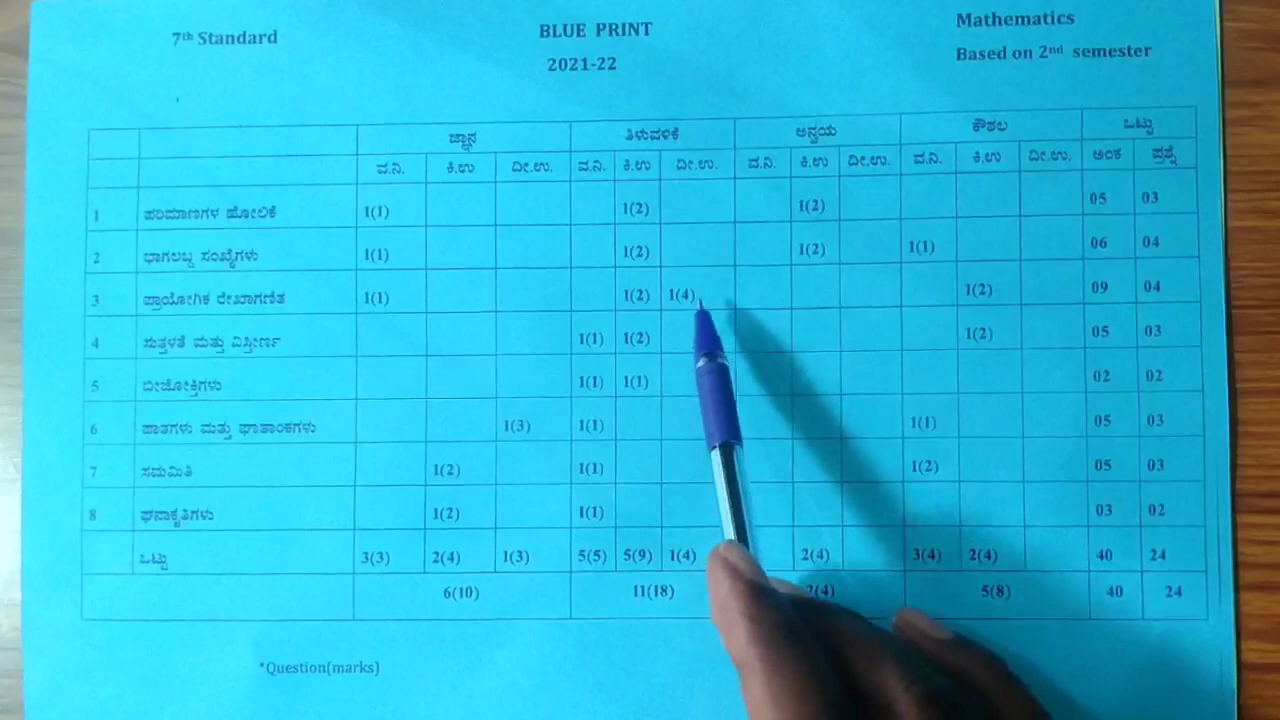 7th Standard BLUE PRINT Mathematics
2021-22 Based on 2nd semester
ಜ್ಞಾನ ತಿಳುವಳಿಕೆ ಅನ್ವಯ ಕೌಶಲ ಒಟ್ಟು
ವ.ನಿ. ಕಿ.ಉ ದೀ.ಉ. ವ.ನಿ. ಕಿ.ಉ ದೀ.ಉ. ವ.ನಿ. ಕಿ.ಉ ದೀ.ಉ. ವ.ನಿ. ಕಿ.ಉ ದೀ.ಉ. ಅಂಕ ಪ್ರಶ್ನೆ
1 ಪರಿಮಾಣಗಳ ಹೋಲಿಕೆ 1(1) 1(2) 1(2) 05 03
2 ಭಾಗಲಬ್ಧ ಸಂಖ್ಯೆಗಳು 1(1) 1(2) 1(2) 1(1) 06 04
3 ಪ್ರಾಯೋಗಿಕ ರೇಖಾಗಣಿತ 1(1) 1(2) 1(4) 1(2) 09 04
4 ಸುತ್ತಳತೆ ಮತ್ತು ವಿಸ್ತೀರ್ಣ 1(1) 1(2) 1(2) 05 03
5 ಬೀಜೋಕ್ತಿಗಳು 1(1) 1(1) 02 02
6 ಘಾತಗಳು ಮತ್ತು ಘಾತಾಂಕಗಳು 1(3) 1(1) 1(1) 05 03
7 ಸಮಮಿತಿ 1(2) 1(1) 1(2) 05 03
8 ಘನಾಕೃತಿಗಳು 1(2) 1(1) 03 02
ಒಟ್ಟು 3(3) 2(4) 1(3) 5(5) 5(9) 1(4) 2(4) 3(4) 2(4) 40 24
6(10) 11(18) 2(4) 5(8) 40 24
*Question(marks)